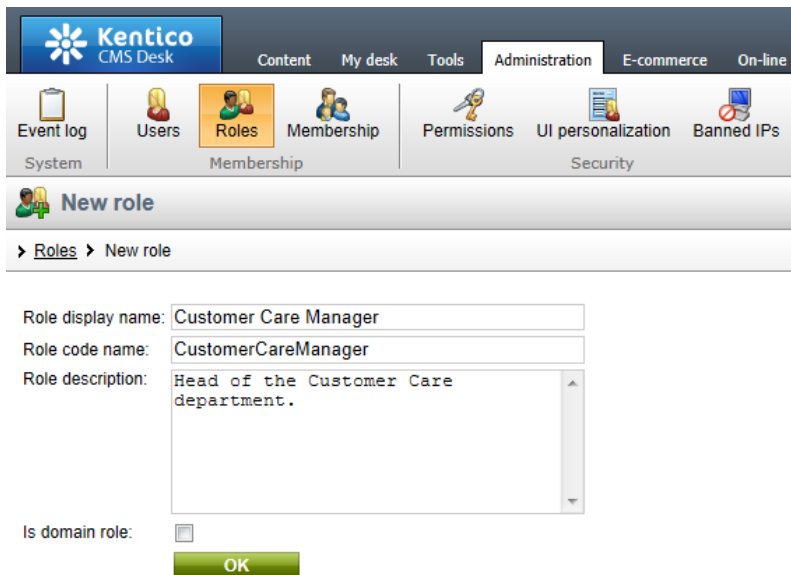 Kentico
CMS Desk
Content My desk Tools Administration E-commerce On-line
Event log Users Roles Membership Permissions UI personalization Banned IPs
System Membership Security
New role
Roles New role
Role display name: Customer Care Manager
Role code name: CustomerCareManager
Role description: Head of the Customer Care
department.
Is domain role:
OK